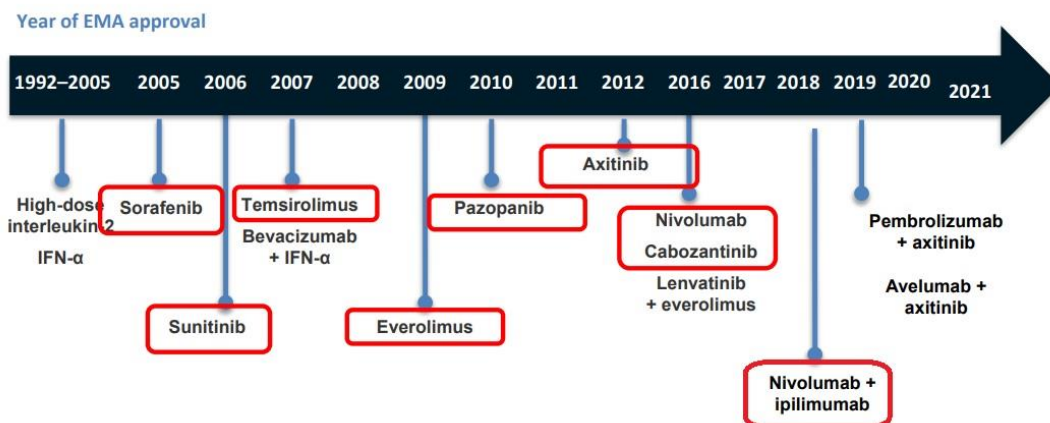 Year of EMA approval
1992–2005 2005 2006 2007 2008 2009 2010 2011 2012 2016 2017 2018 2019 2020 2021
High-dose
interleukin-2
IFN-α
Sorafenib
Sunitinib
Temsirolimus
Bevacizumab
+ IFN-α
Everolimus
Pazopanib
Axitinib
Nivolumab
Cabozantinib
Lenvatinib
+ everolimus
Nivolumab +
ipilimumab
Pembrolizumab
+ axitinib
Avelumab +
axitinib